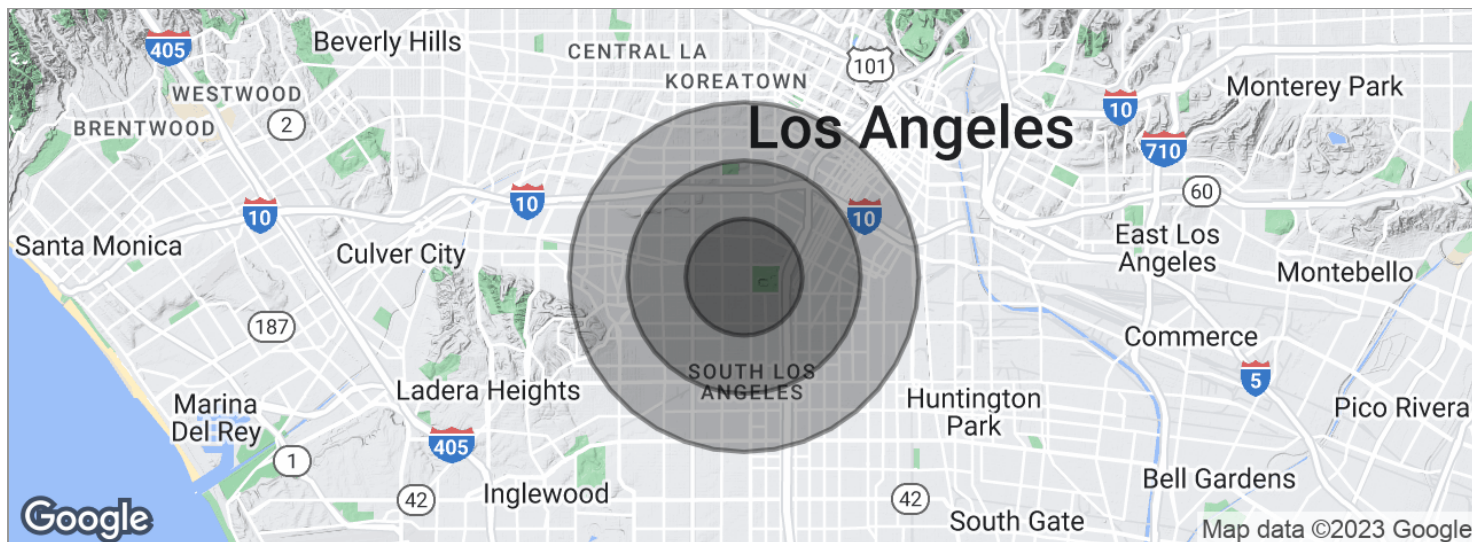 405
Beverly Hills
CENTRAL LA
101
KOREATOWN
WESTWOOD
2
BRENTWOOD
10
Monterey Park
Los Angeles
710
10
60
10
10
Santa Monica
Culver City
East Los
Angeles
Montebello
187
Commerce
SOUTH LOS
ANGELES
5
Ladera Heights
Huntington
Park
Marina
Del Rey
Pico Rivera
405
1
Bell Gardens
42
Inglewood
42
South Gate
Google
Map data ©2023 Google